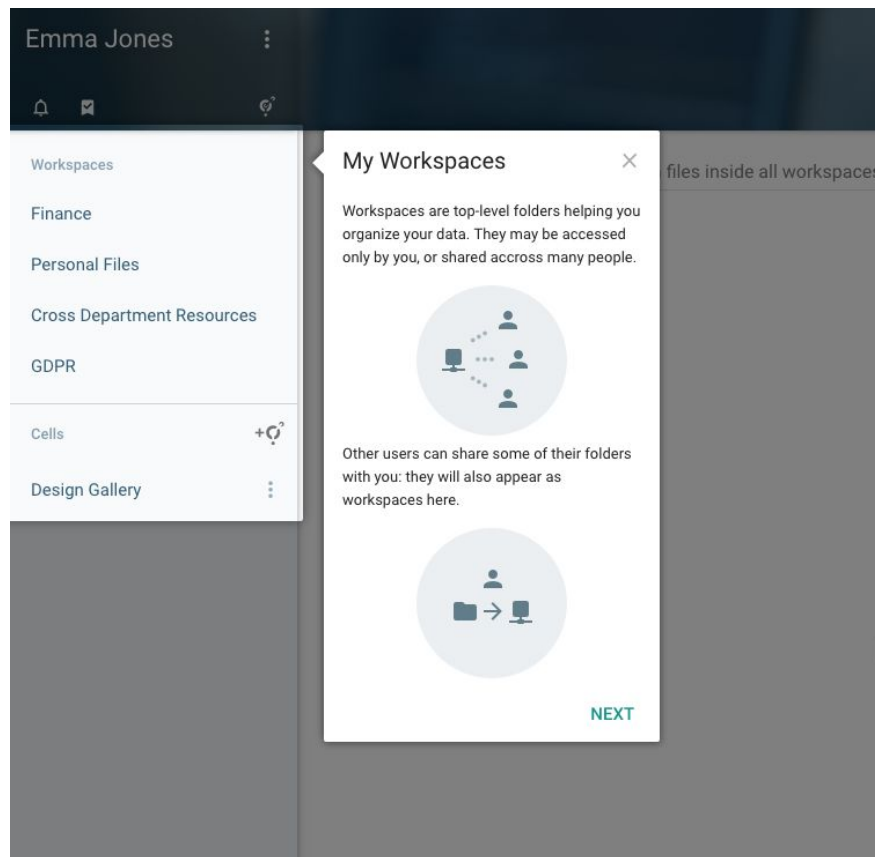 Emma Jones
Workspaces
Finance
Personal Files
Cross Department Resources
GDPR
Cells
Design Gallery
My Workspaces
Workspaces are top-level folders helping you
organize your data. They may be accessed
only by you, or shared accross many people.
Other users can share some of their folders
with you: they will also appear as
workspaces here.
NEXT
files inside all workspaces